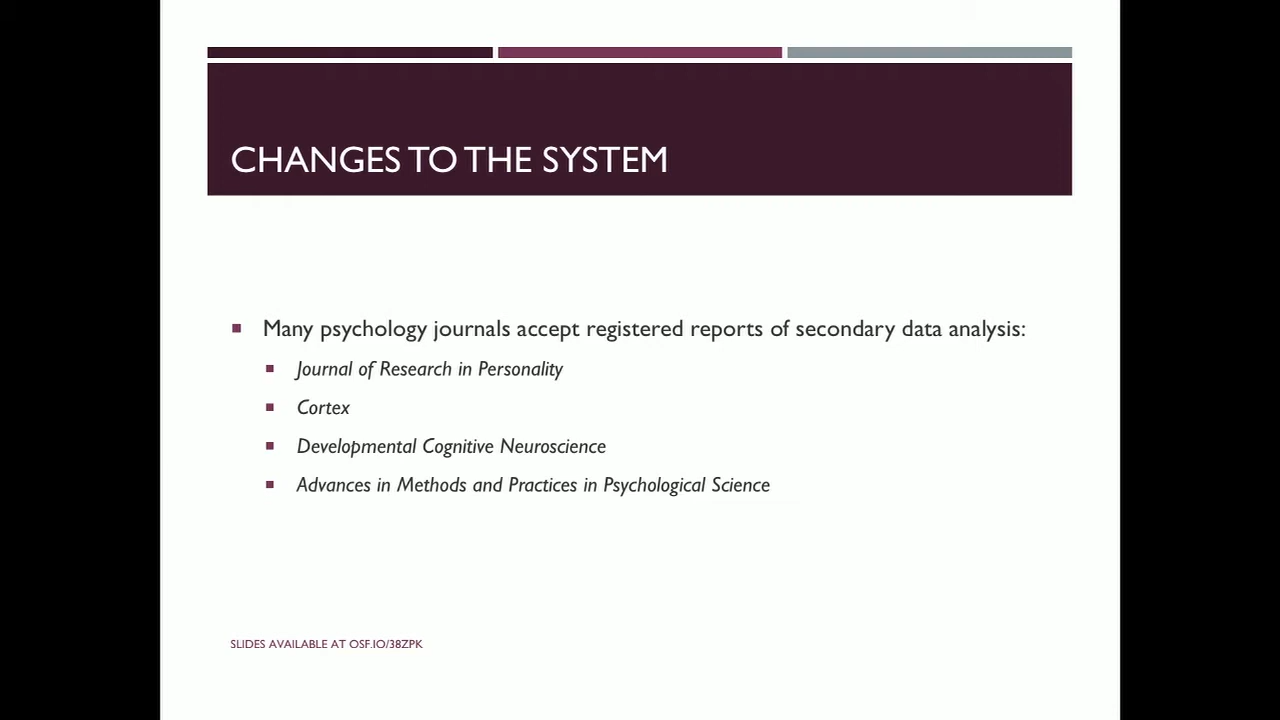 CHANGES TO THE SYSTEM
Many psychology journals accept registered reports of secondary data analysis:
Journal of Research in Personality
Cortex
Developmental Cognitive Neuroscience
Advances in Methods and Practices in Psychological Science
SLIDES AVAILABLE AT OSF.IO/38ZPK